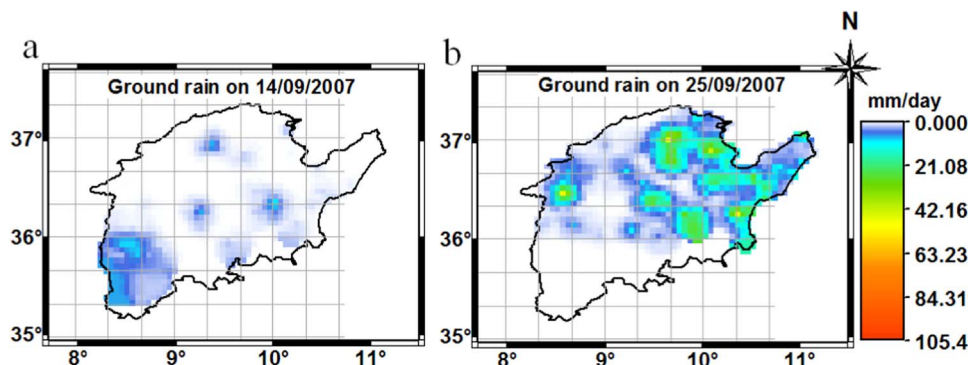 a
Ground rain on 14/09/2007
37°
36°
35°
8° 9° 10° 11°
b
Ground rain on 25/09/2007
37°
36°
35°
8° 9° 10° 11°
N
mm/day
0.000
21.08
42.16
63.23
84.31
105.4